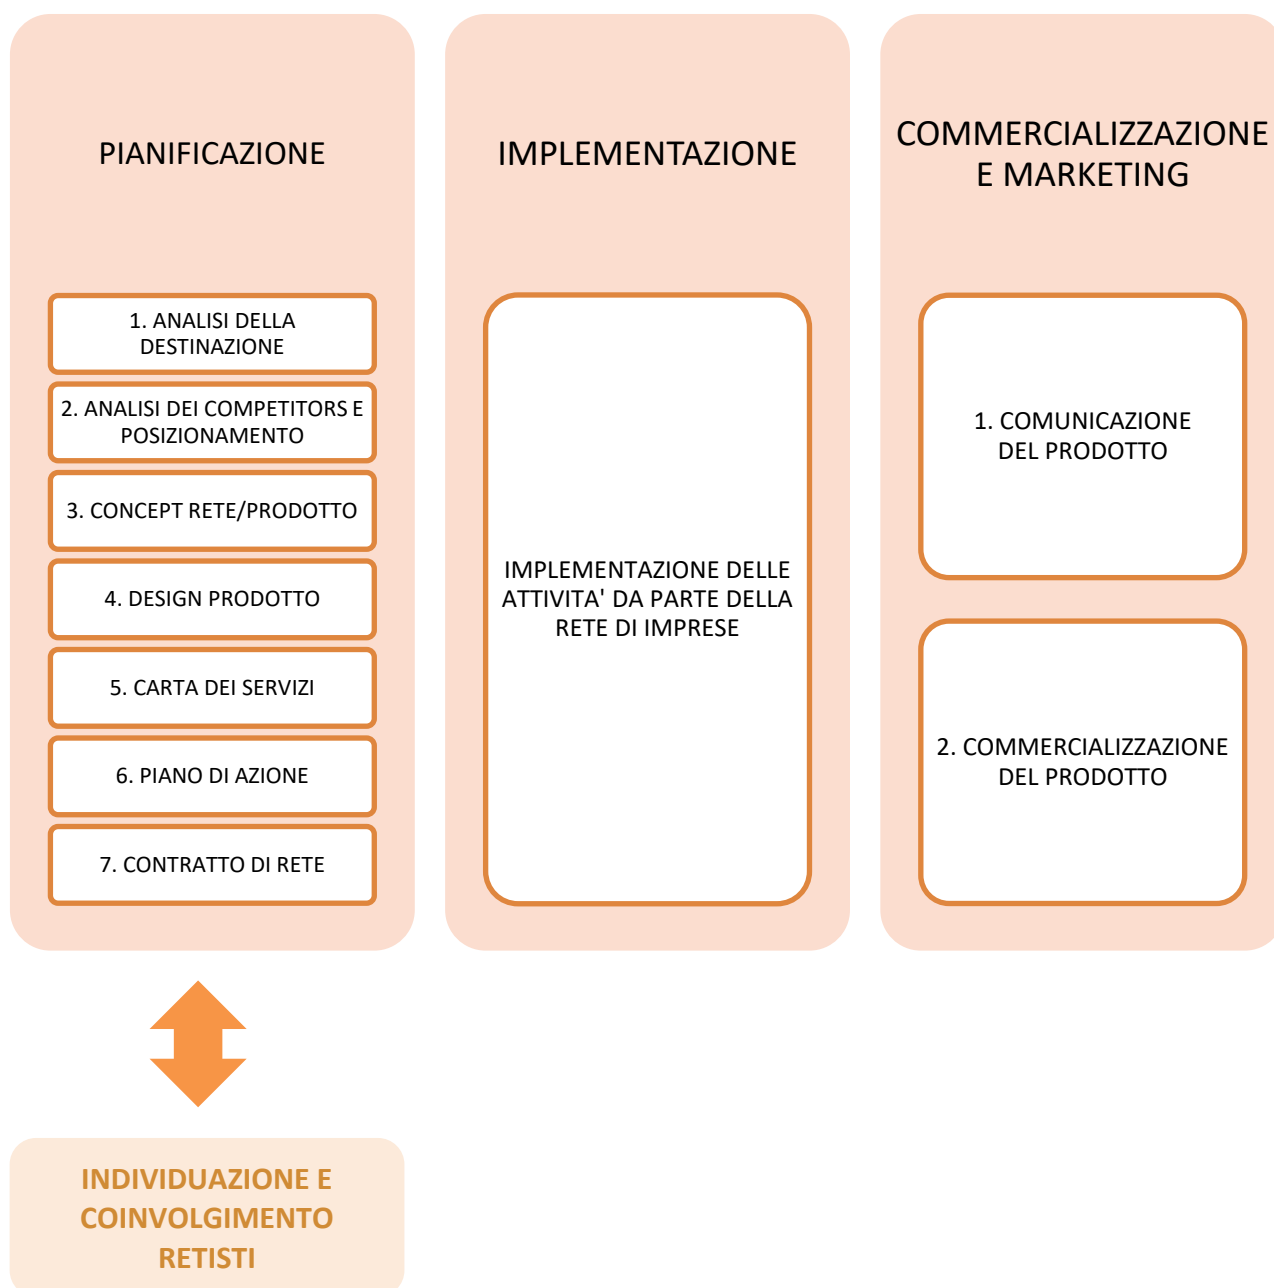 PIANIFICAZIONE
1. ANALISI DELLA
DESTINAZIONE
2. ANALISI DEI COMPETITORS E
POSIZIONAMENTO
3. CONCEPT RETE/PRODOTTO
4. DESIGN PRODOTTO
5. CARTA DEI SERVIZI
6. PIANO DI AZIONE
7. CONTRATTO DI RETE
IMPLEMENTAZIONE
IMPLEMENTAZIONE DELLE
ATTIVITA' DA PARTE DELLA
RETE DI IMPRESE
COMMERCIALIZZAZIONE
E MARKETING
1. COMUNICAZIONE
DEL PRODOTTO
2. COMMERCIALIZZAZIONE
DEL PRODOTTO
INDIVIDUAZIONE E
COINVOLGIMENTO
RETISTI